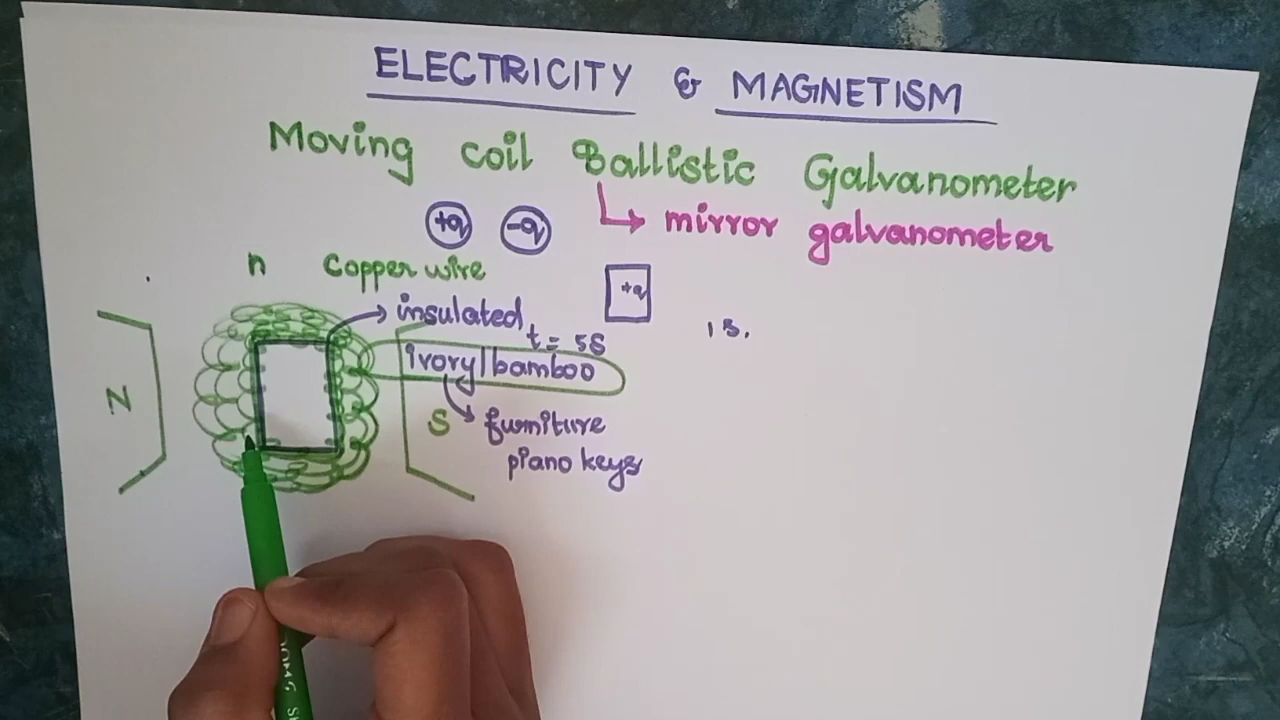 ELECTRICITY & MAGNETISM
Moving coil Ballistic Galvanometer
mirror galvanometer
+q -q
n Copper wire
+q
insulated
t = 5s
1s.
ivory/bamboo
N
S
furniture
piano keys